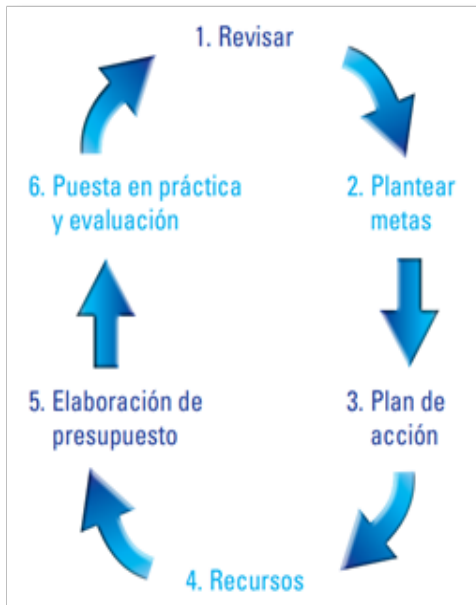 1. Revisar
2. Plantear
metas
3. Plan de
acción
4. Recursos
5. Elaboración de
presupuesto
6. Puesta en práctica
y evaluación